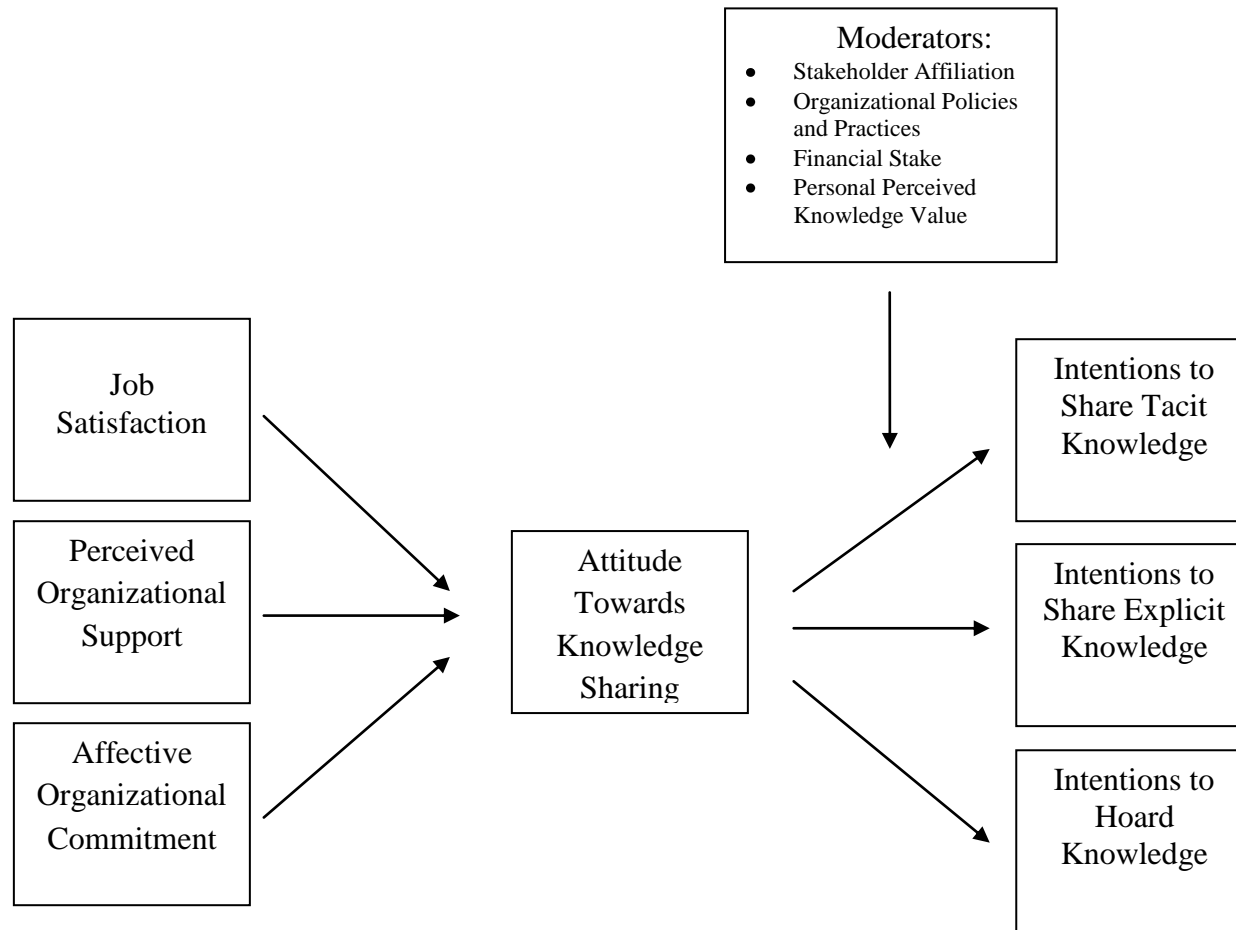 Moderators:
● Stakeholder Affiliation
● Organizational Policies
and Practices
● Financial Stake
● Personal Perceived
Knowledge Value
Job
Satisfaction
Perceived
Organizational
Support
Affective
Organizational
Commitment
Attitude
Towards
Knowledge
Sharing
Intentions to
Share Tacit
Knowledge
Intentions to
Share Explicit
Knowledge
Intentions to
Hoard
Knowledge